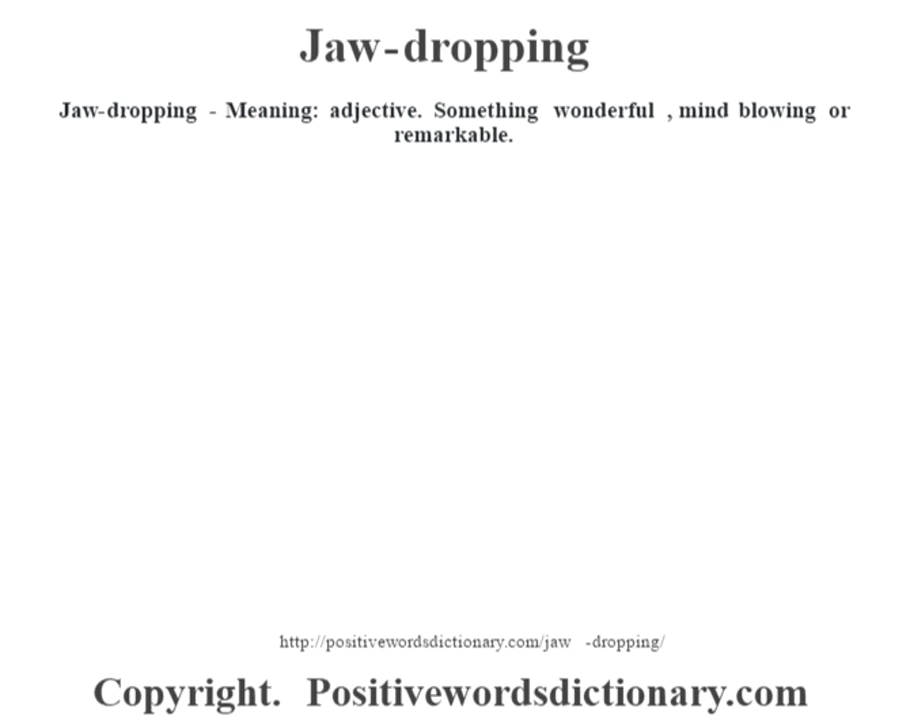 Jaw-dropping
Jaw-dropping - Meaning: adjective. Something wonderful , mind blowing or
remarkable.
http://positivewordsdictionary.com/jaw -dropping/
Copyright. Positivewordsdictionary.com